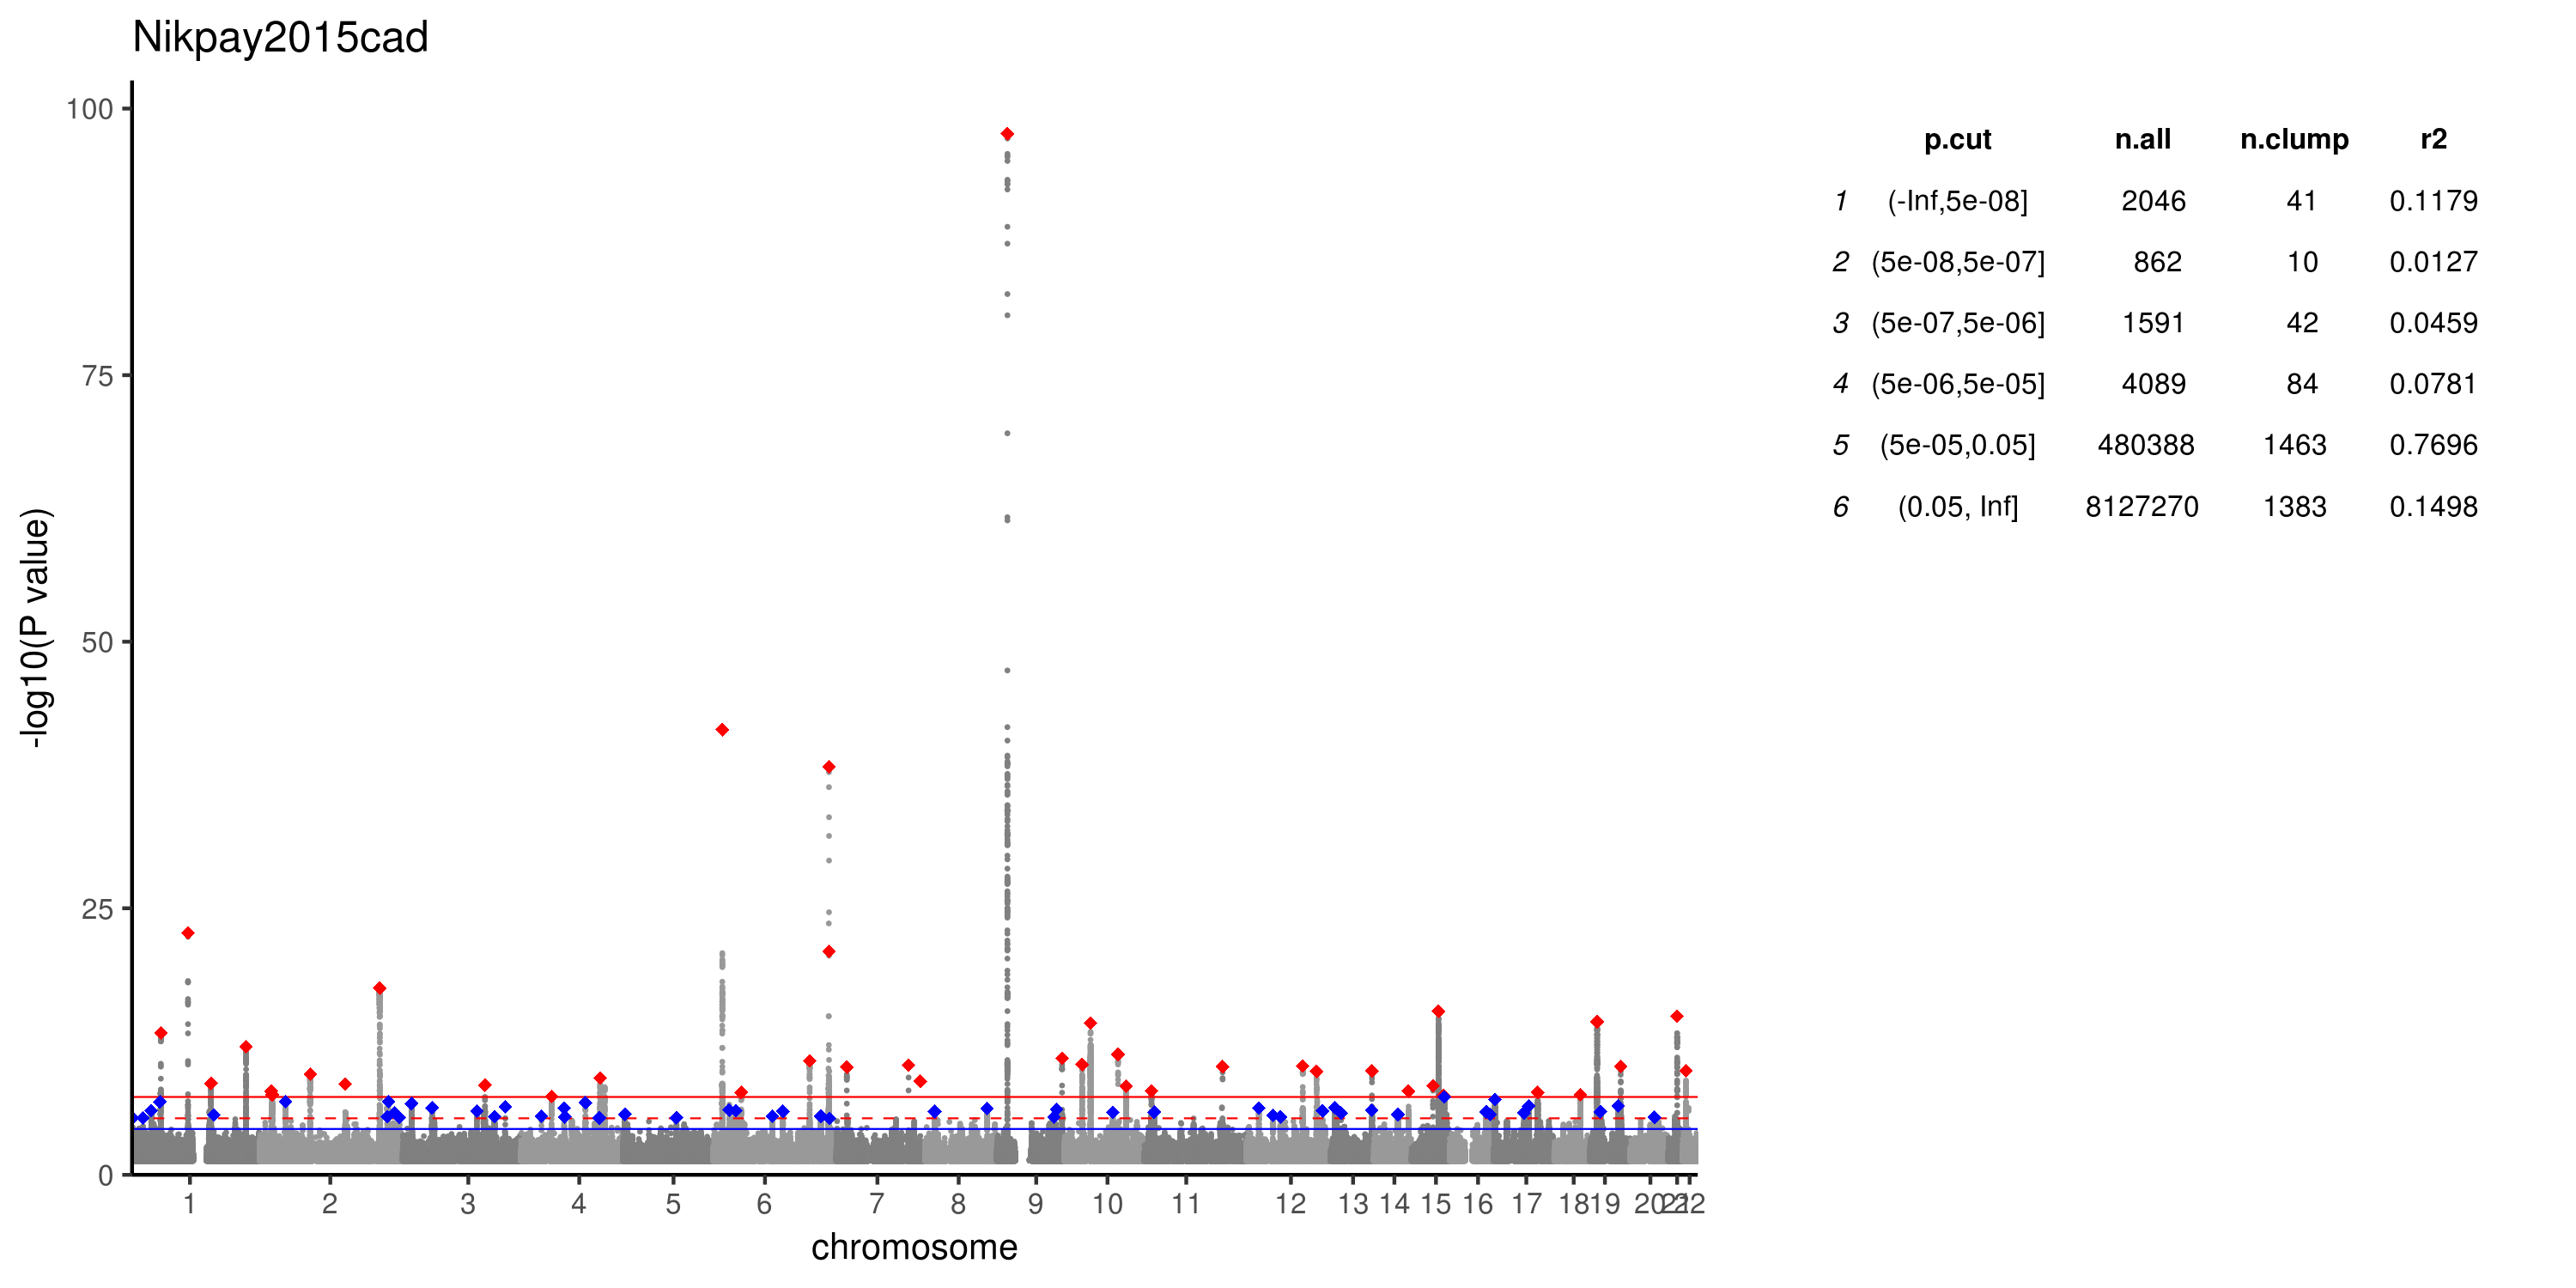 Nikpay2015cad
100
75
50
25
0
-log10(P value)
1 2 3 4 5 6 7 8 9 10 11 12 13 14 15 16 17 18 19 20 21 22
chromosome
p.cut n.all n.clump r2
1 (-Inf,5e-08] 2046 41 0.1179
2 (5e-08,5e-07] 862 10 0.0127
3 (5e-07,5e-06] 1591 42 0.0459
4 (5e-06,5e-05] 4089 84 0.0781
5 (5e-05,0.05] 480388 1463 0.7696
6 (0.05, Inf] 8127270 1383 0.1498